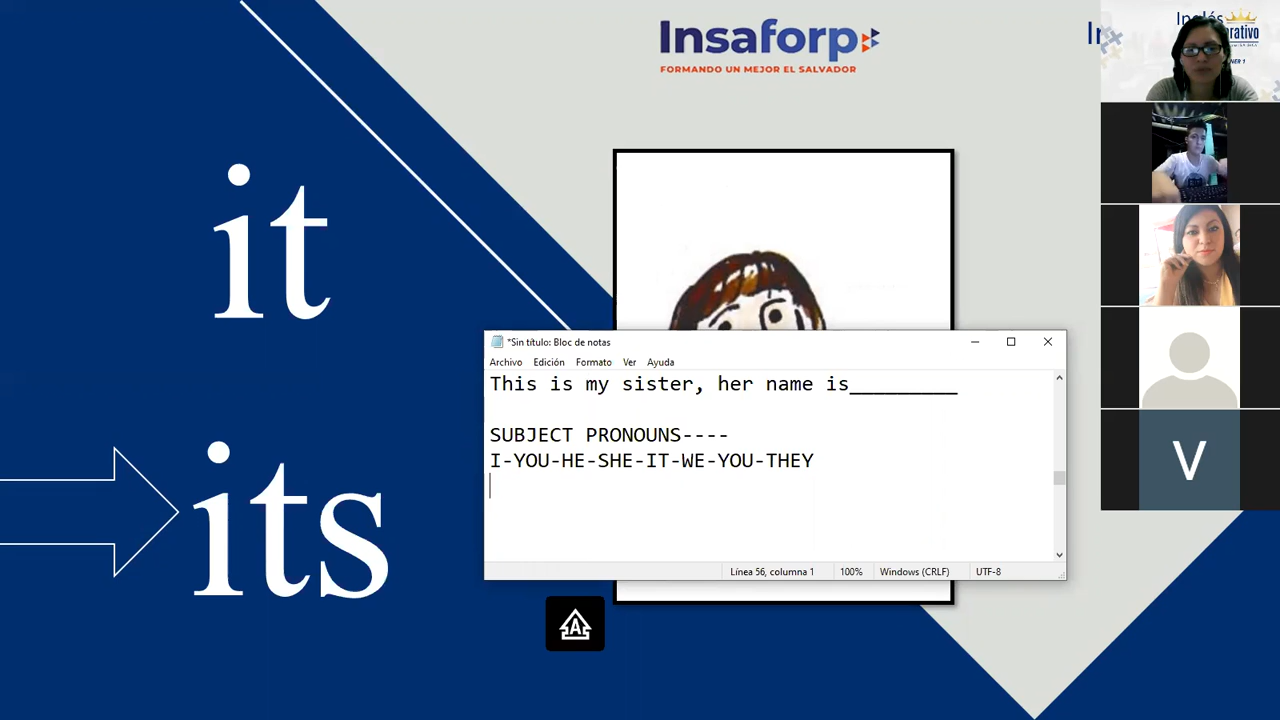 Insaforp
FORMANDO UN MEJOR EL SALVADOR
Inglés
it
its
*Sin título: Bloc de notas
Archivo Edición Formato Ver Ayuda
This is my sister, her name is_________
SUBJECT PRONOUNS----
I-YOU-HE-SHE-IT-WE-YOU-THEY
Línea 56, columna 1 100% Windows (CRLF) UTF-8
A
V